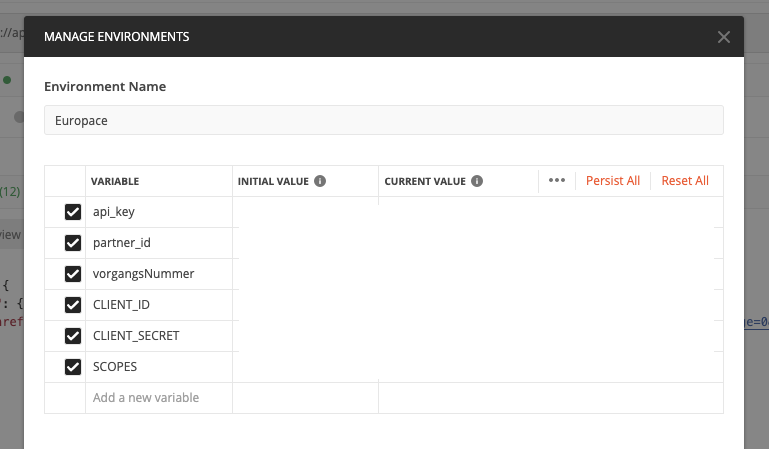 ://ap
MANAGE ENVIRONMENTS
Environment Name
Europace
VARIABLE INITIAL VALUE CURRENT VALUE ••• Persist All Reset All
(12)
api_key
view
partner_id
vorgangsNummer
{
": {
CLIENT_ID
href
ge=0
CLIENT_SECRET
SCOPES
Add a new variable